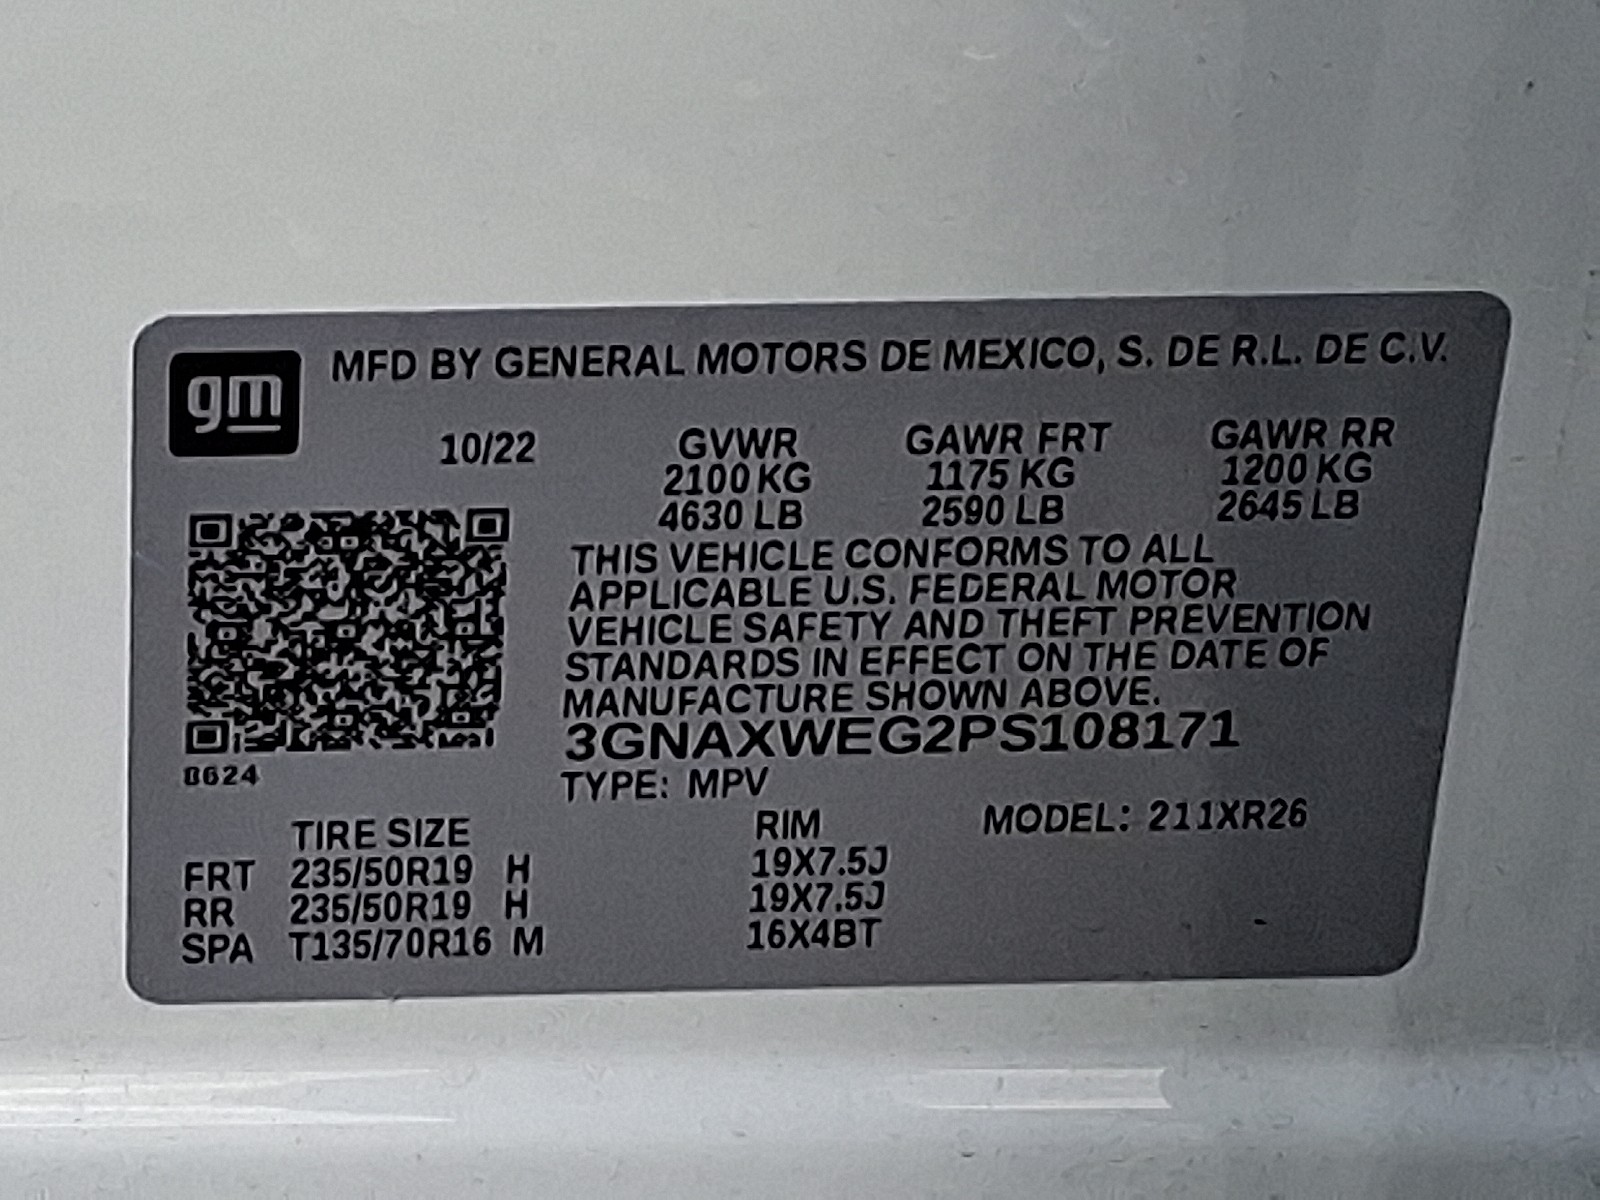 gm MFD BY GENERAL MOTORS DE MEXICO, S. DE R.L. DE C.V.
10/22 GVWR GAWR FRT GAWR RR
2100 KG 1175 KG 1200 KG
4630 LB 2590 LB 2645 LB
THIS VEHICLE CONFORMS TO ALL
APPLICABLE U.S. FEDERAL MOTOR
VEHICLE SAFETY AND THEFT PREVENTION
STANDARDS IN EFFECT ON THE DATE OF
MANUFACTURE SHOWN ABOVE.
3GNAXWEG2PS108171
0624 TYPE: MPV
TIRE SIZE RIM MODEL: 211XR26
FRT 235/50R19 H 19X7.5J
RR 235/50R19 H 19X7.5J
SPA T135/70R16 M 16X4BT